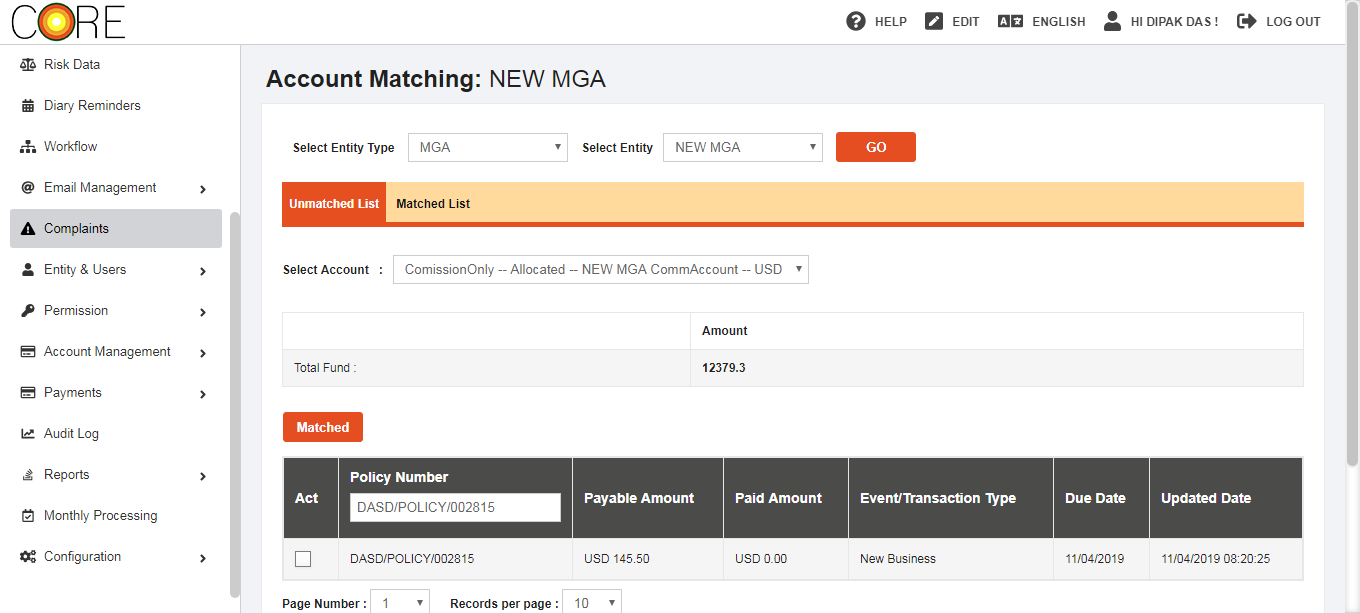 CORE
HELP
EDIT
ENGLISH
HI DIPAK DAS !
LOG OUT
Risk Data
Diary Reminders
Workflow
Email Management
Complaints
Entity & Users
Permission
Account Management
Payments
Audit Log
Reports
Monthly Processing
Configuration
Account Matching: NEW MGA
Select Entity Type MGA Select Entity NEW MGA GO
Unmatched List Matched List
Select Account : ComissionOnly -- Allocated -- NEW MGA CommAccount -- USD
Amount
Total Fund : 12379.3
Matched
Act Policy Number Payable Amount Paid Amount Event/Transaction Type Due Date Updated Date
DASD/POLICY/002815
DASD/POLICY/002815 USD 145.50 USD 0.00 New Business 11/04/2019 11/04/2019 08:20:25
Page Number : 1 Records per page : 10